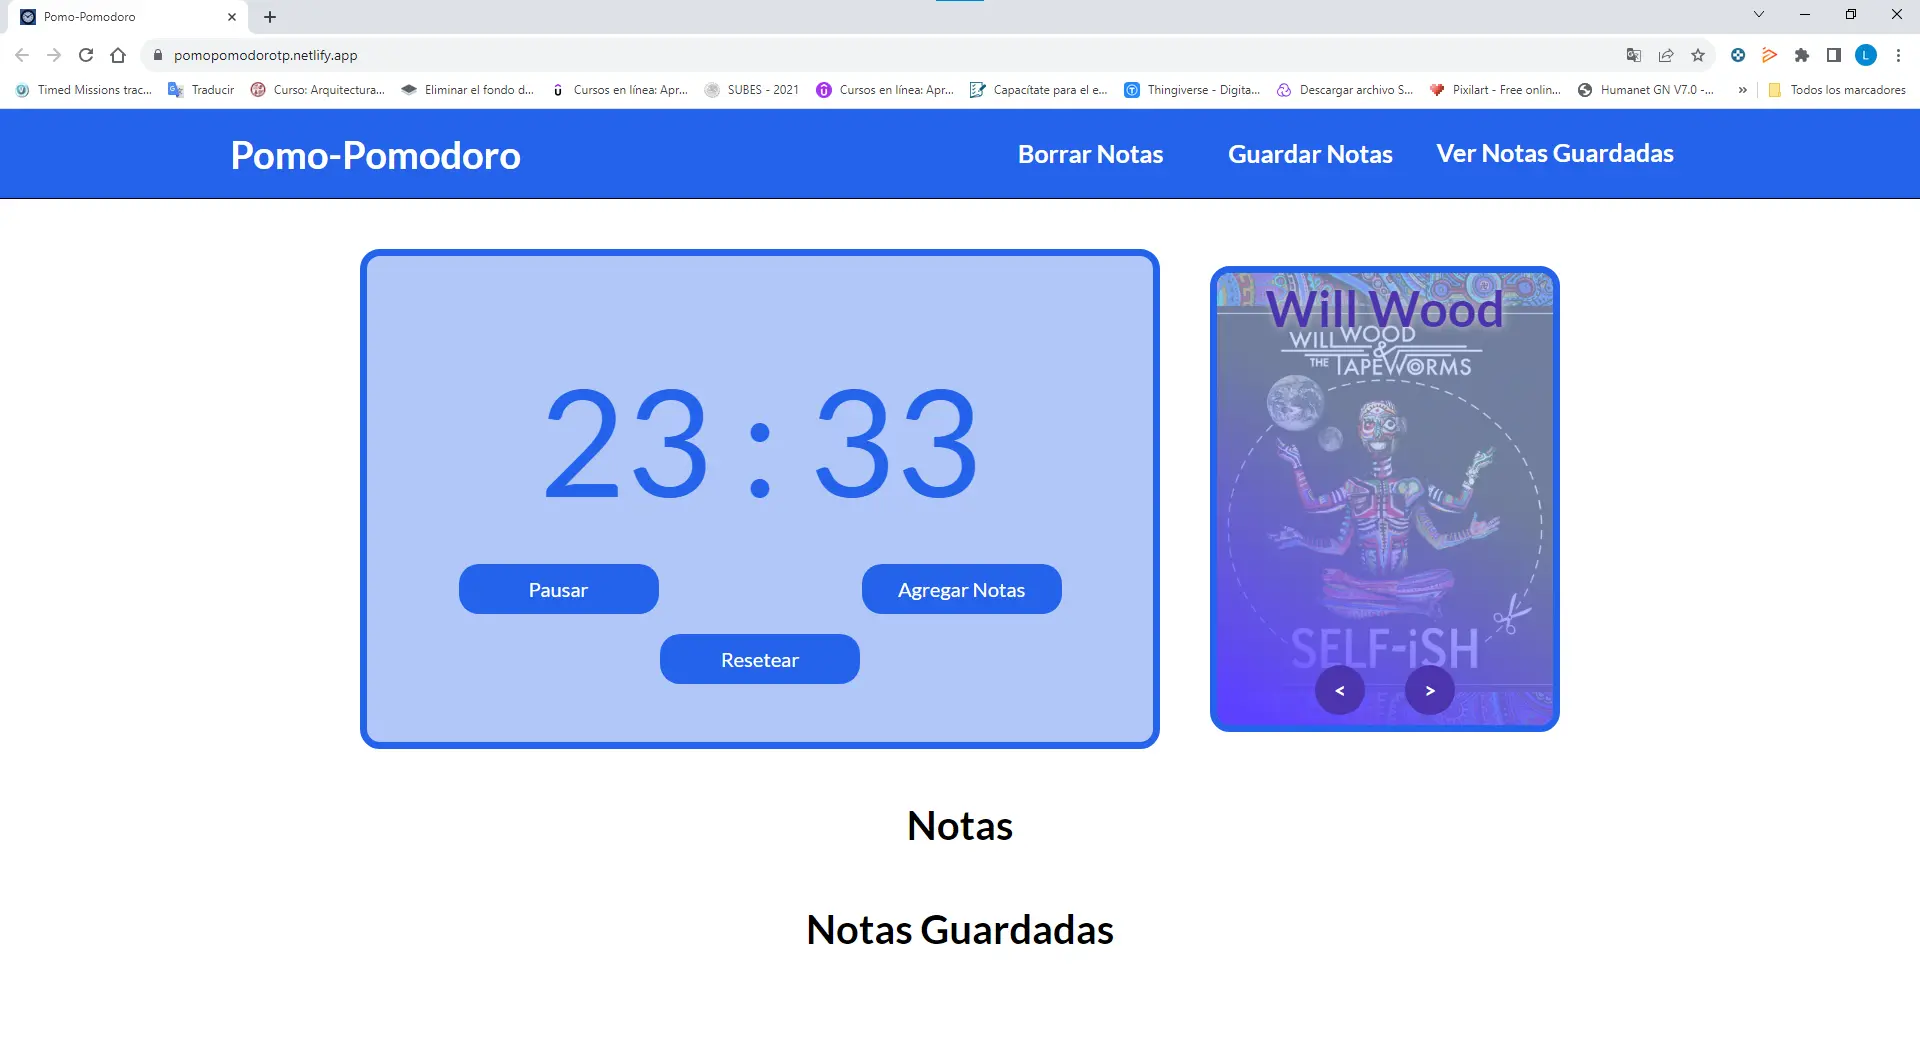 Pomo-Pomodoro
pomopomodorotp.netlify.app
L
Timed Missions trac...
Traducir
Curso: Arquitectura...
Eliminar el fondo d...
Cursos en línea: Apr...
SUBES - 2021
Cursos en línea: Apr...
Capacítate para el e...
Thingiverse - Digita...
Descargar archivo S...
Pixilart - Free onlin...
Humanet GN V7.0 -...
»
Todos los marcadores
Pomo-Pomodoro
Borrar Notas
Guardar Notas
Ver Notas Guardadas
23 : 33
Pausar
Agregar Notas
Resetear
Will Wood
WILL WOOD
&
THE TAPEWORMS
SELF-iSH
<
>
Notas
Notas Guardadas